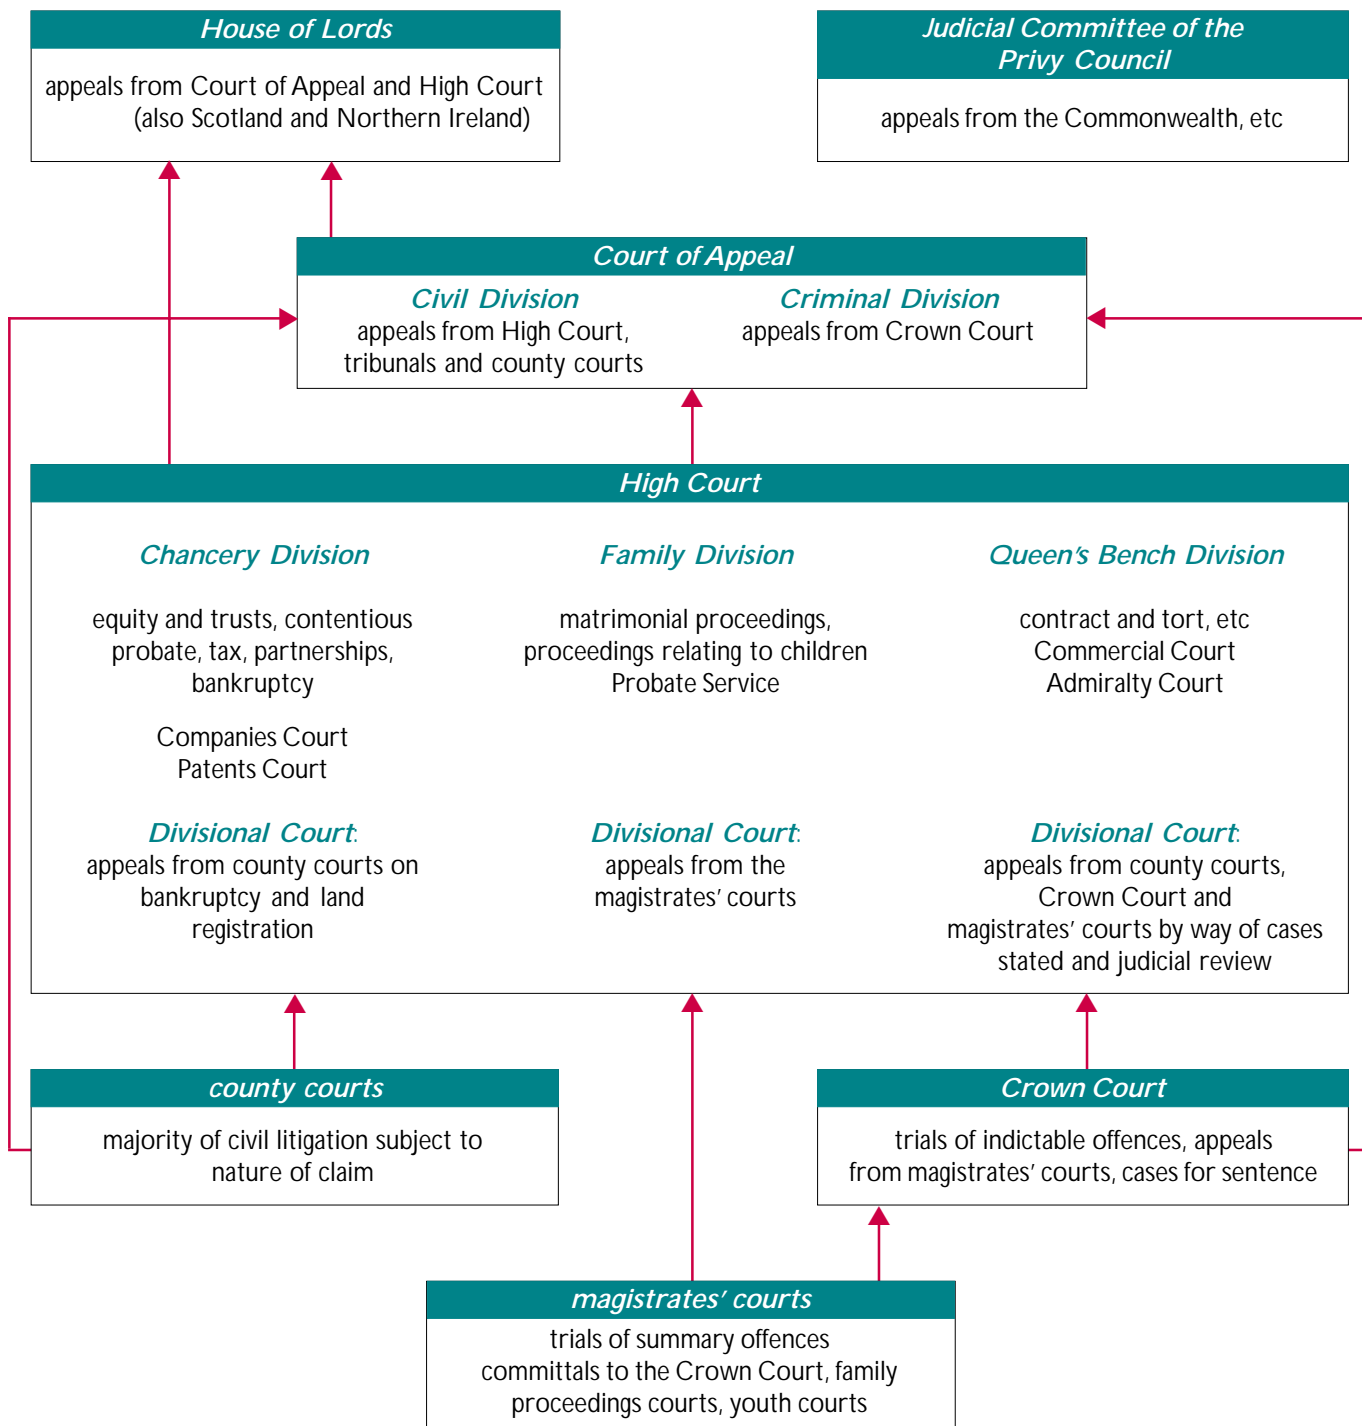 House of Lords
appeals from Court of Appeal and High Court
(also Scotland and Northern Ireland)
Judicial Committee of the
Privy Council
appeals from the Commonwealth, etc
Court of Appeal
Civil Division
appeals from High Court,
tribunals and county courts
Criminal Division
appeals from Crown Court
High Court
Chancery Division
equity and trusts, contentious
probate, tax, partnerships,
bankruptcy
Companies Court
Patents Court
Divisional Court:
appeals from county courts on
bankruptcy and land
registration
Family Division
matrimonial proceedings,
proceedings relating to children
Probate Service
Divisional Court:
appeals from the
magistrates’ courts
Queen’s Bench Division
contract and tort, etc
Commercial Court
Admiralty Court
Divisional Court:
appeals from county courts,
Crown Court and
magistrates’ courts by way of cases
stated and judicial review
county courts
majority of civil litigation subject to
nature of claim
Crown Court
trials of indictable offences, appeals
from magistrates’ courts, cases for sentence
magistrates’ courts
trials of summary offences
committals to the Crown Court, family
proceedings courts, youth courts